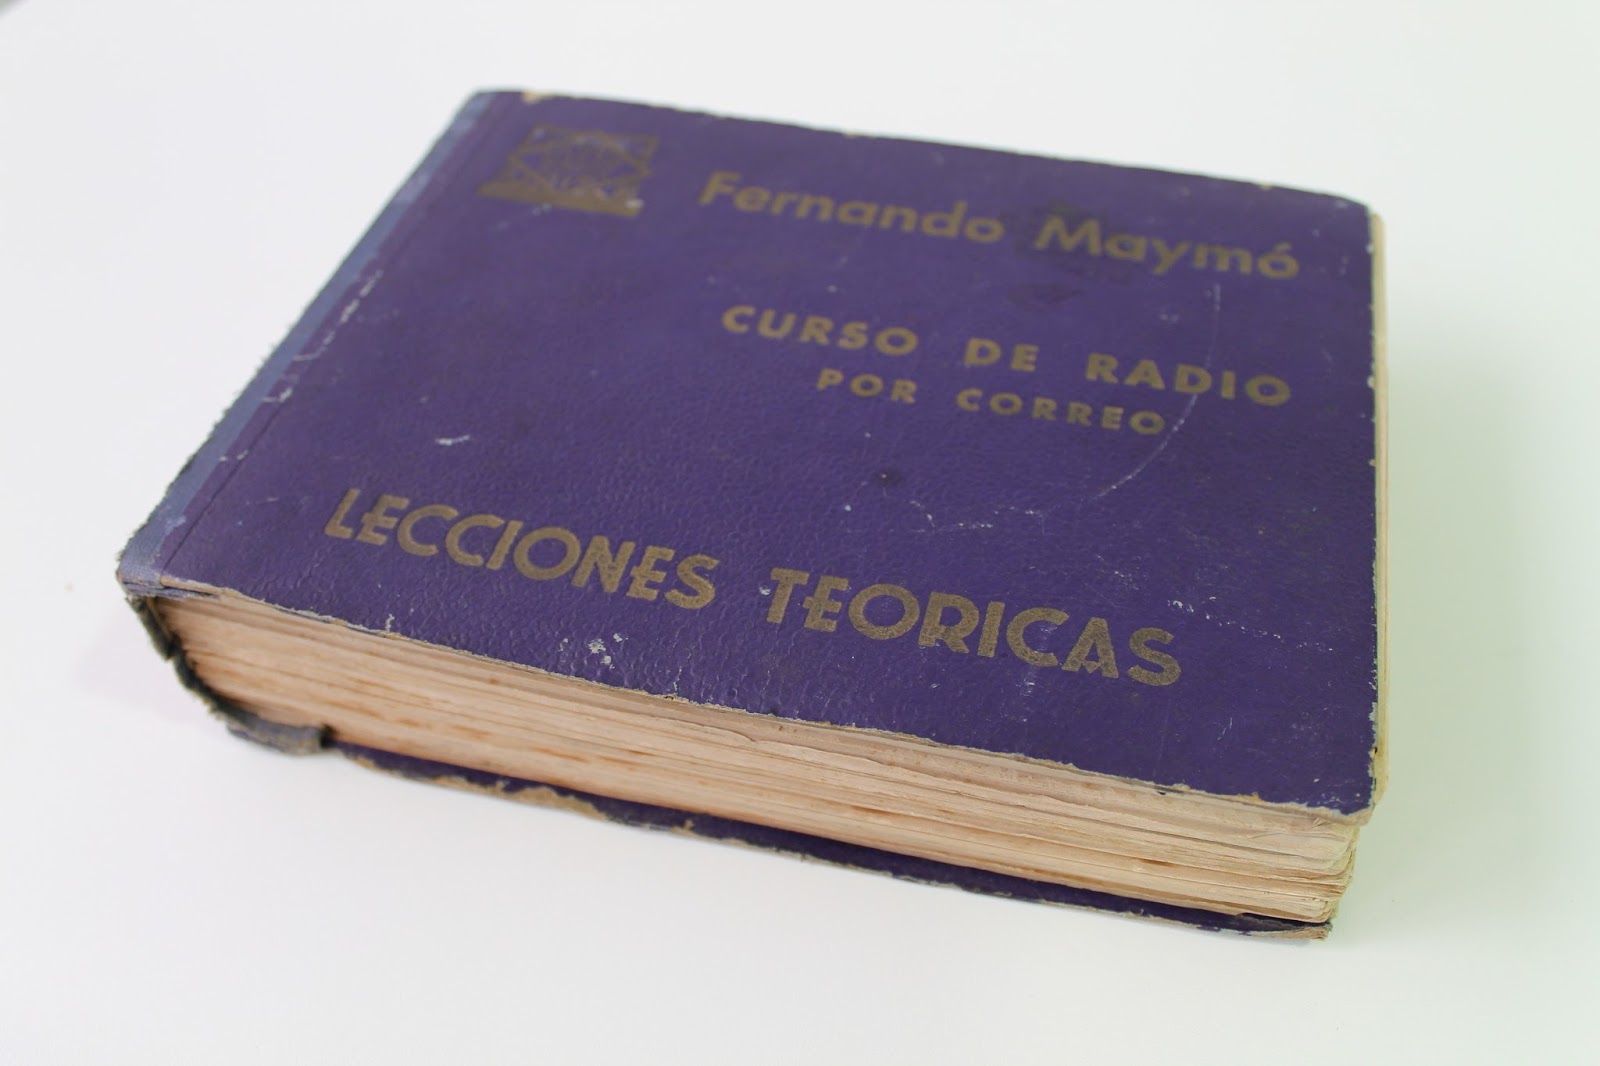 Fernando Maymó
CURSO DE RADIO
POR CORREO
LECCIONES TEORICAS